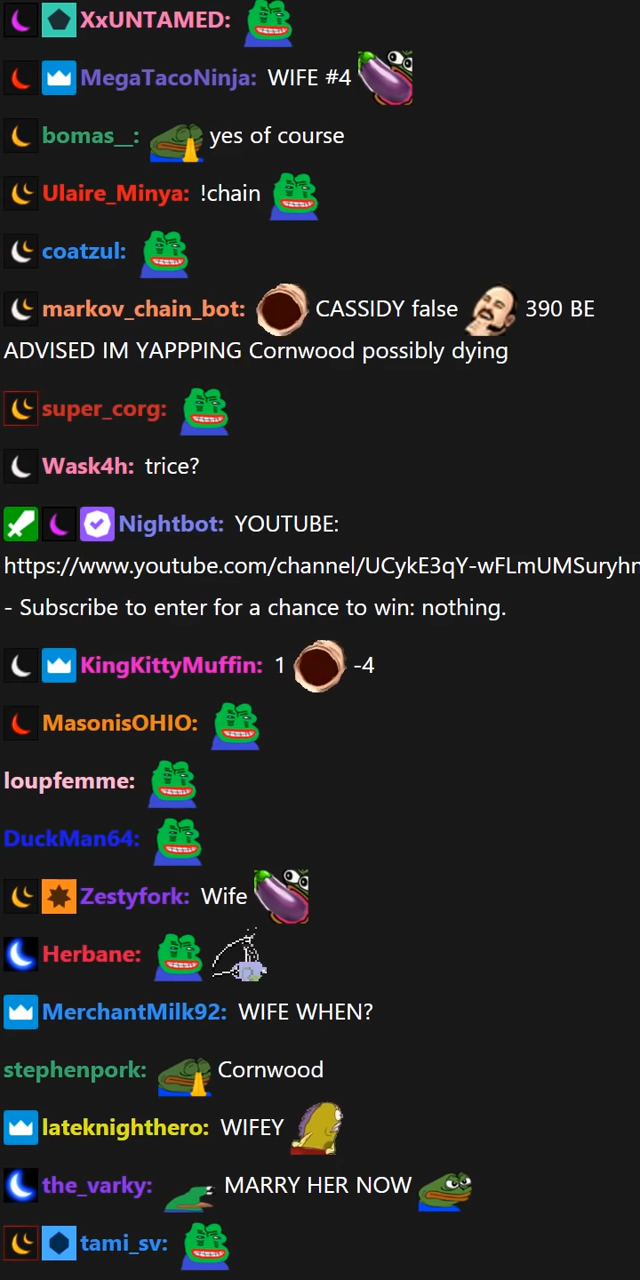 XxUNTAMED:
MegaTacoNinja: WIFE #4
bomas__: yes of course
Ulaire_Minya: !chain
coatzul:
markov_chain_bot: CASSIDY false 390 BE
ADVISED IM YAPPPING Cornwood possibly dying
super_corg:
Wask4h: trice?
Nightbot: YOUTUBE:
https://www.youtube.com/channel/UCykE3qY-wFLmUMSuryhr
- Subscribe to enter for a chance to win: nothing.
KingKittyMuffin: 1 -4
MasonisOHIO:
loupfemme:
DuckMan64:
Zestyfork: Wife
Herbane:
MerchantMilk92: WIFE WHEN?
stephenpork: Cornwood
lateknighthero: WIFEY
the_varky: MARRY HER NOW
tami_sv: